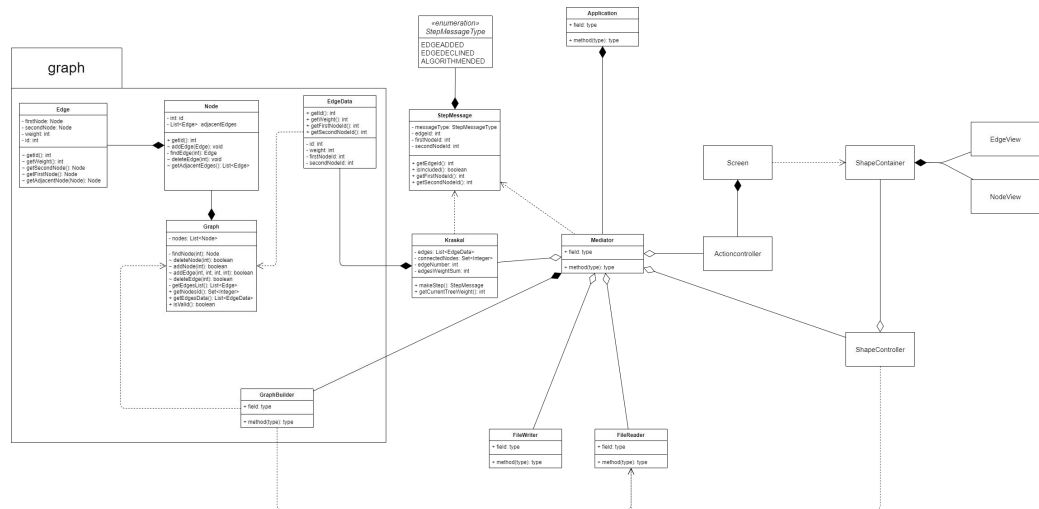 graph
Edge
- firstNode: Node
- secondNode: Node
- weight: int
- id: int
~ getId(): int
~ getWeight(): int
~ getSecondNode(): Node
~ getFirstNode(): Node
~ getAdjacentNode(Node): Node
Node
- int: id
- List<Edge>: adjacentEdges
+ getId(): int
~ addEdge(Edge): void
~ findEdge(int): Edge
~ deleteEdge(int): void
~ getAdjacentEdges(): List<Edge>
EdgeData
+ getId(): int
+ getWeight(): int
+ getFirstNodeId(): int
+ getSecondNodeId(): int
- id: int
- weight: int
- firstNodeId: int
- secondNodeId: int
Graph
- nodes: List<Node>
- findNode(int): Node
~ deleteNode(int): boolean
~ addNode(int): boolean
~ addEdge(int, int, int, int): boolean
~ deleteEdge(int): boolean
- getEdgesList(): List<Edge>
+ getNodesId(): Set<Integer>
+ getEdgesData(): List<EdgeData>
+ isValid(): boolean
GraphBuilder
+ field: type
+ method(type): type
«enumeration»
StepMessageType
EDGEADDED
EDGEDECLINED
ALGORITHMENDED
StepMessage
- messageType: StepMessageType
- edgeId: int
- firstNodeId: int
- secondNodeId: int
+ getEdgeId(): int
+ isIncluded(): boolean
+ getFirstNodeId(): int
+ getSecondNodeId(): int
Kraskal
- edges: List<EdgeData>
- connectedNodes: Set<Integer>
- edgeNumber: int
- edgesWeightSum: int
+ makeStep(): StepMessage
+ getCurrentTreeWeight(): int
Application
+ field: type
+ method(type): type
Mediator
+ field: type
+ method(type): type
FileWriter
+ field: type
+ method(type): type
FileReader
+ field: type
+ method(type): type
Screen
Actioncontroller
ShapeContainer
EdgeView
NodeView
ShapeController